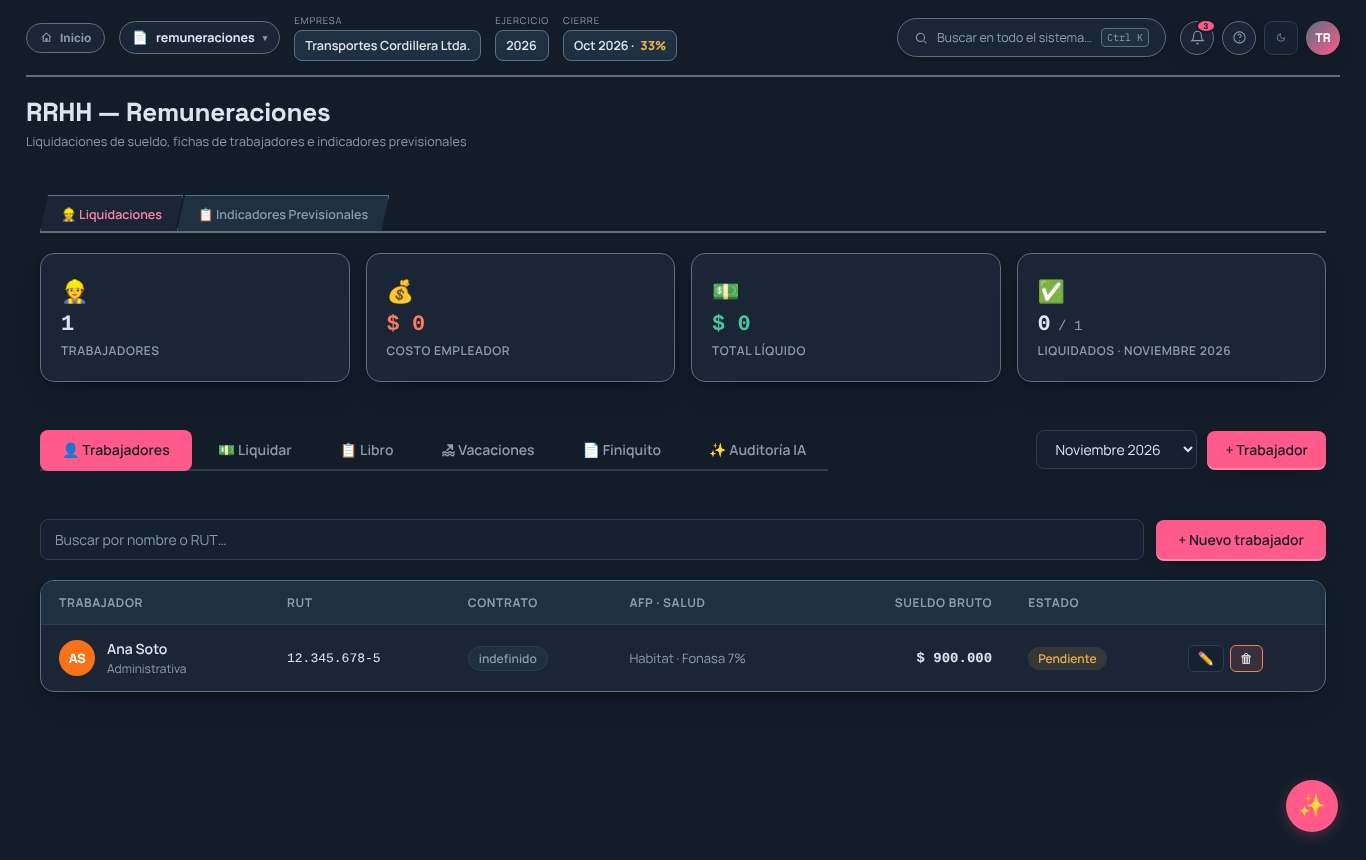 Inicio
remuneraciones
EMPRESA
Transportes Cordillera Ltda.
EJERCICIO
2026
CIERRE
Oct 2026 · 33%
Buscar en todo el sistema... Ctrl K
3
TR
RRHH — Remuneraciones
Liquidaciones de sueldo, fichas de trabajadores e indicadores previsionales
Liquidaciones
Indicadores Previsionales
1
TRABAJADORES
$ 0
COSTO EMPLEADOR
$ 0
TOTAL LÍQUIDO
0 / 1
LIQUIDADOS · NOVIEMBRE 2026
Trabajadores
Liquidar
Libro
Vacaciones
Finiquito
Auditoría IA
Noviembre 2026
+ Trabajador
Buscar por nombre o RUT...
+ Nuevo trabajador
TRABAJADOR RUT CONTRATO AFP · SALUD SUELDO BRUTO ESTADO
AS
Ana Soto
Administrativa
12.345.678-5
indefinido
Habitat · Fonasa 7%
$ 900.000
Pendiente